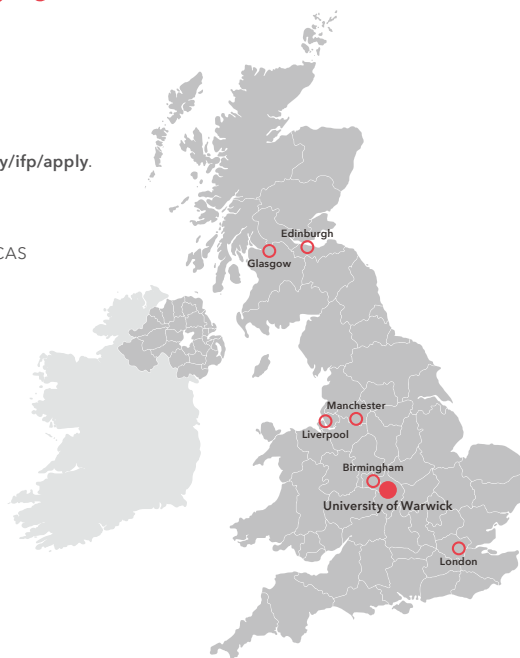 y/ifp/apply.
CAS
Edinburgh
Glasgow
Manchester
Liverpool
Birmingham
University of Warwick
London